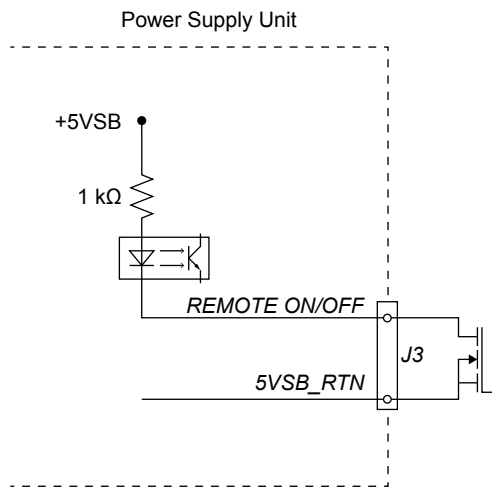 Power Supply Unit
+5VSB
1 kΩ
REMOTE ON/OFF
J3
5VSB_RTN